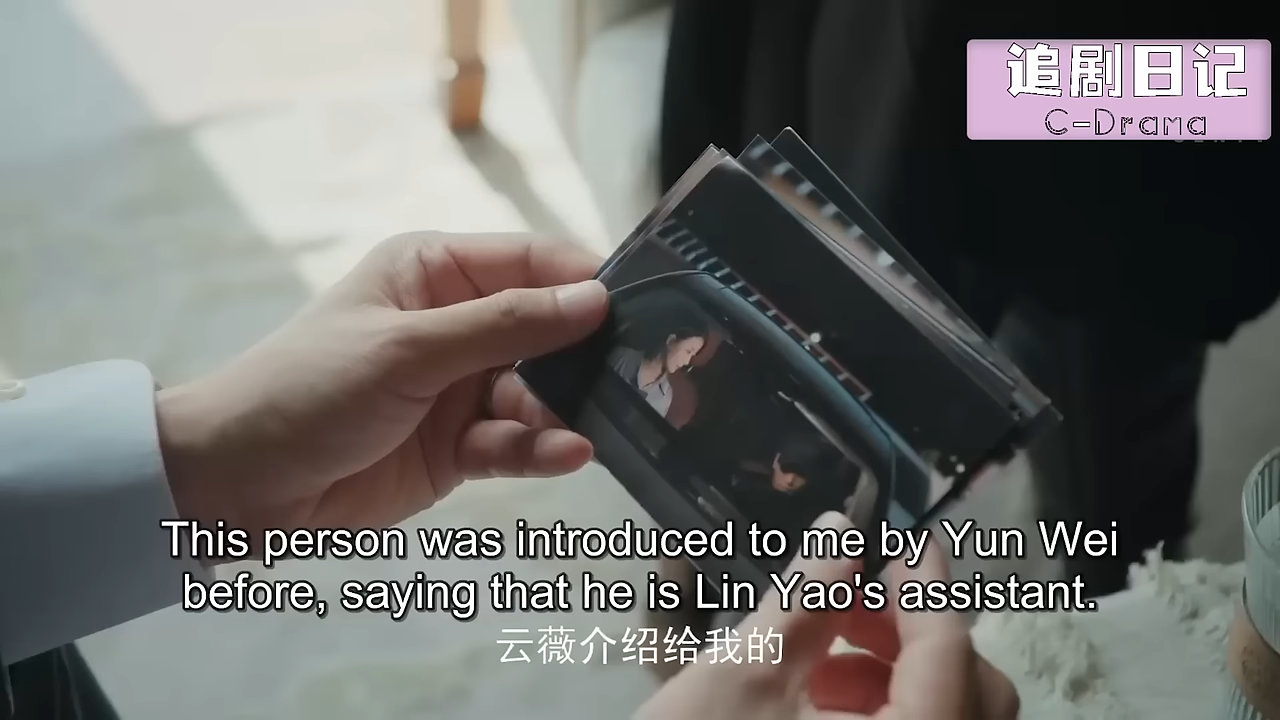 追剧日记
C-Drama
This person was introduced to me by Yun Wei
before, saying that he is Lin Yao's assistant.
云薇介绍给我的